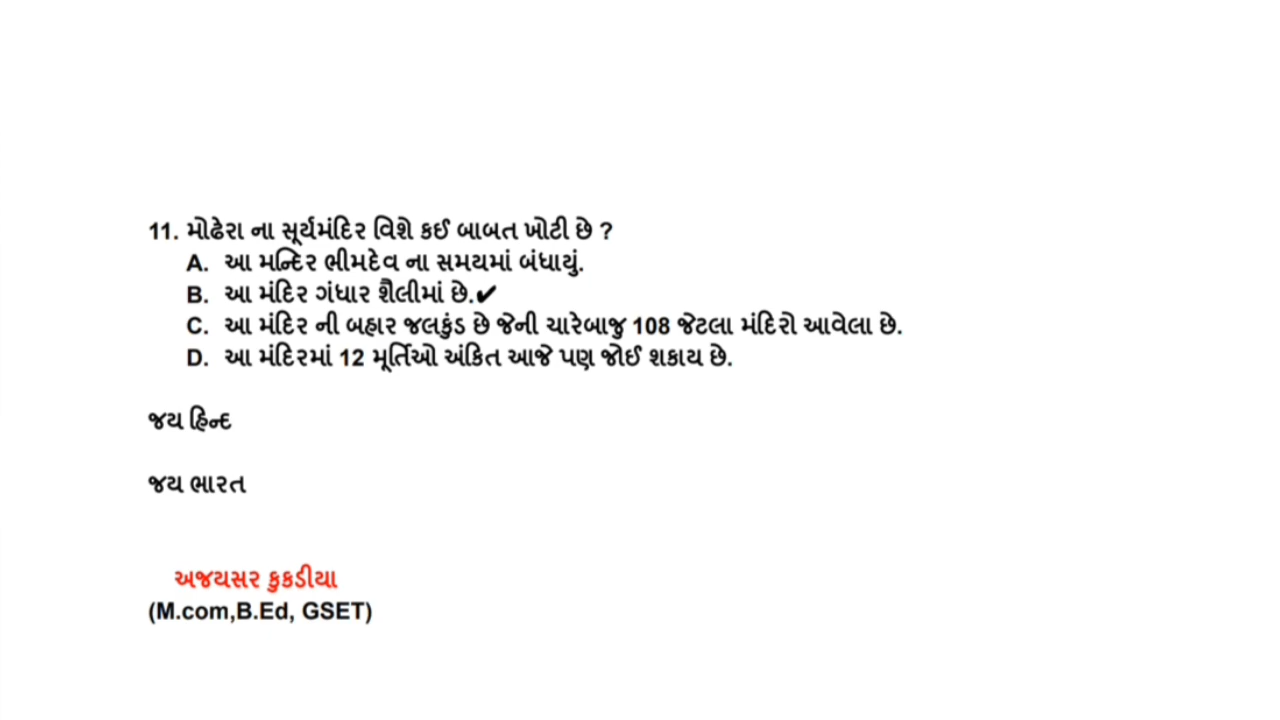 11. મોઢેરા ના સૂર્યમંદિર વિશે કઈ બાબત ખોટી છે ?
A. આ મન્દિર ભીમદેવ ના સમયમાં બંધાયું.
B. આ મંદિર ગંધાર શૈલીમાં છે.✔
C. આ મંદિર ની બહાર જલકુંડ છે જેની ચારેબાજુ 108 જેટલા મંદિરો આવેલા છે.
D. આ મંદિરમાં 12 મૂર્તિઓ અંકિત આજે પણ જોઈ શકાય છે.
જય હિન્દ
જય ભારત
અજયસર કુકડીયા
(M.com,B.Ed, GSET)